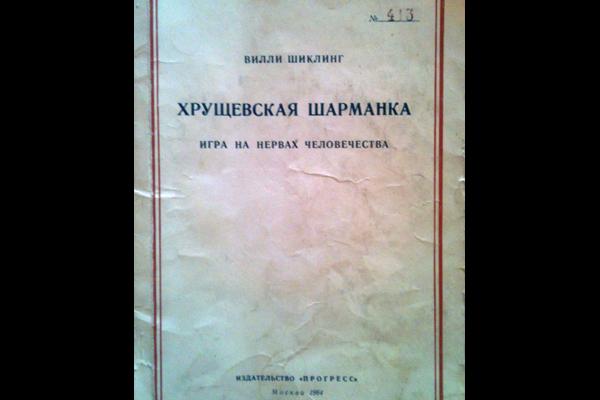 № 413
ВИЛЛИ ШИКЛИНГ
ХРУЩЕВСКАЯ ШАРМАНКА
ИГРА НА НЕРВАХ ЧЕЛОВЕЧЕСТВА
ИЗДАТЕЛЬСТВО «ПРОГРЕСС»
Москва 1964